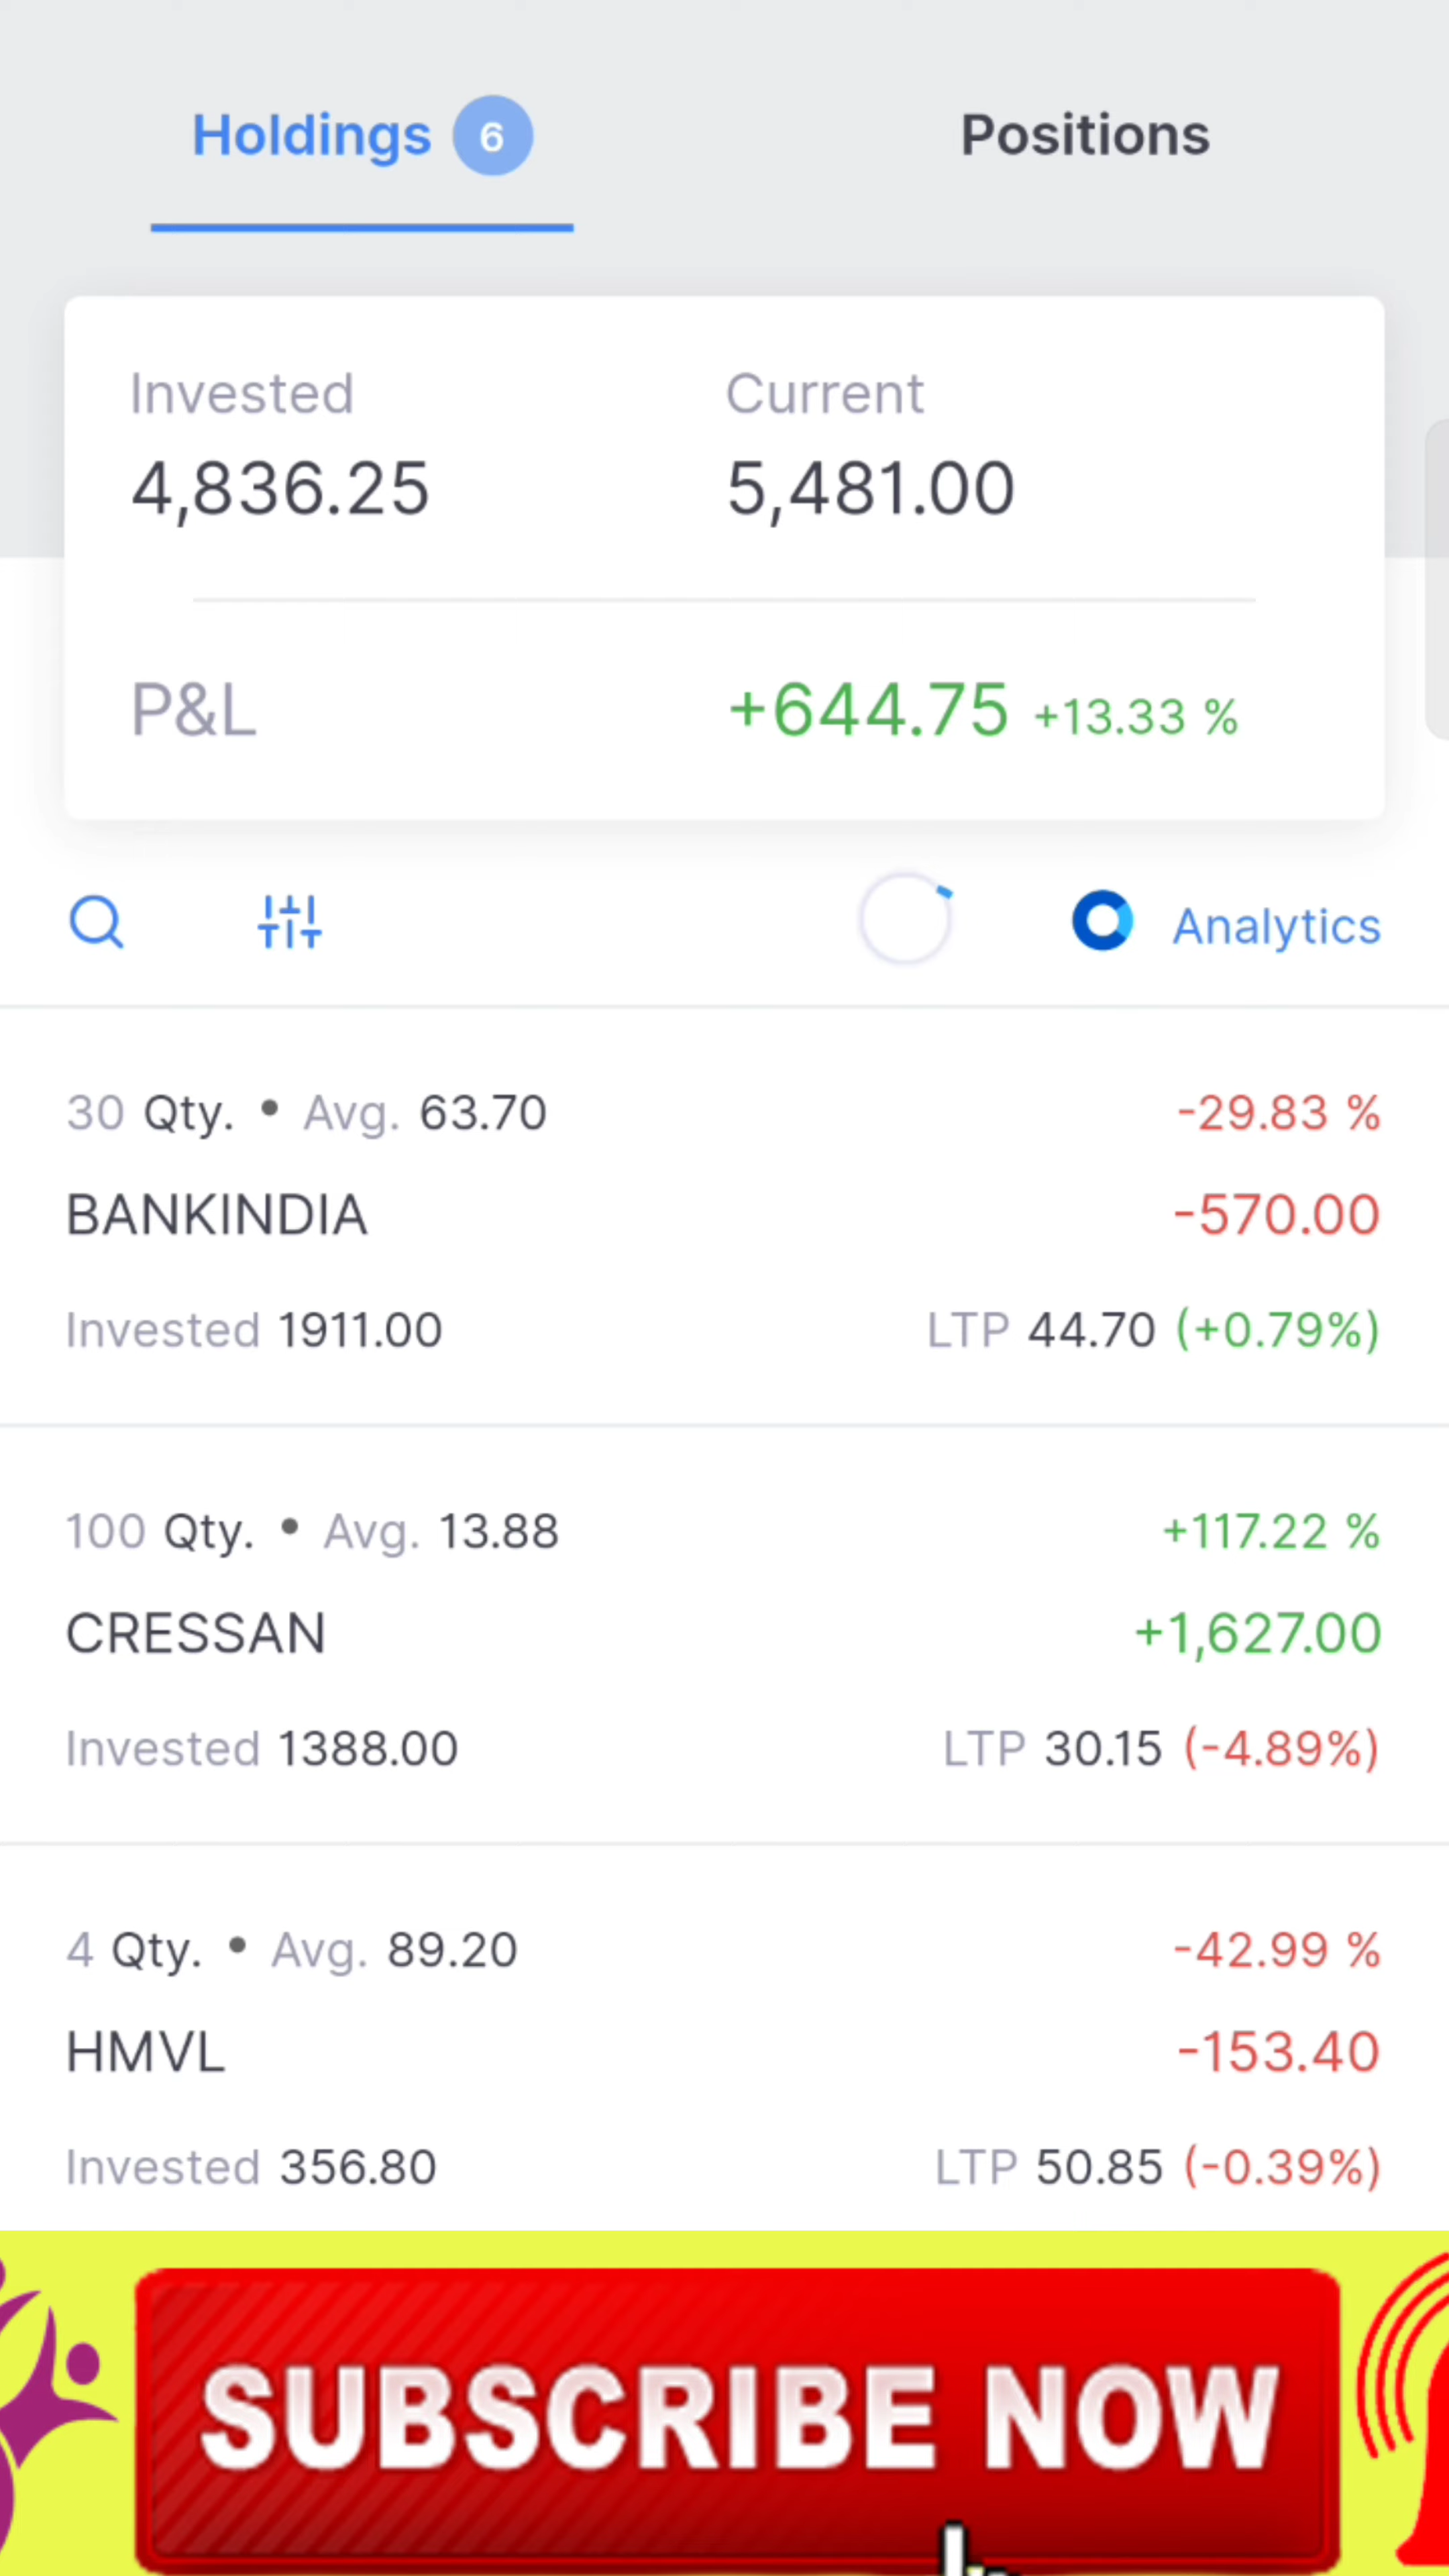 Holdings 6 Positions
Invested Current
4,836.25 5,481.00
P&L +644.75 +13.33 %
Analytics
30 Qty. • Avg. 63.70 -29.83 %
BANKINDIA -570.00
Invested 1911.00 LTP 44.70 (+0.79%)
100 Qty. • Avg. 13.88 +117.22 %
CRESSAN +1,627.00
Invested 1388.00 LTP 30.15 (-4.89%)
4 Qty. • Avg. 89.20 -42.99 %
HMVL -153.40
Invested 356.80 LTP 50.85 (-0.39%)
SUBSCRIBE NOW